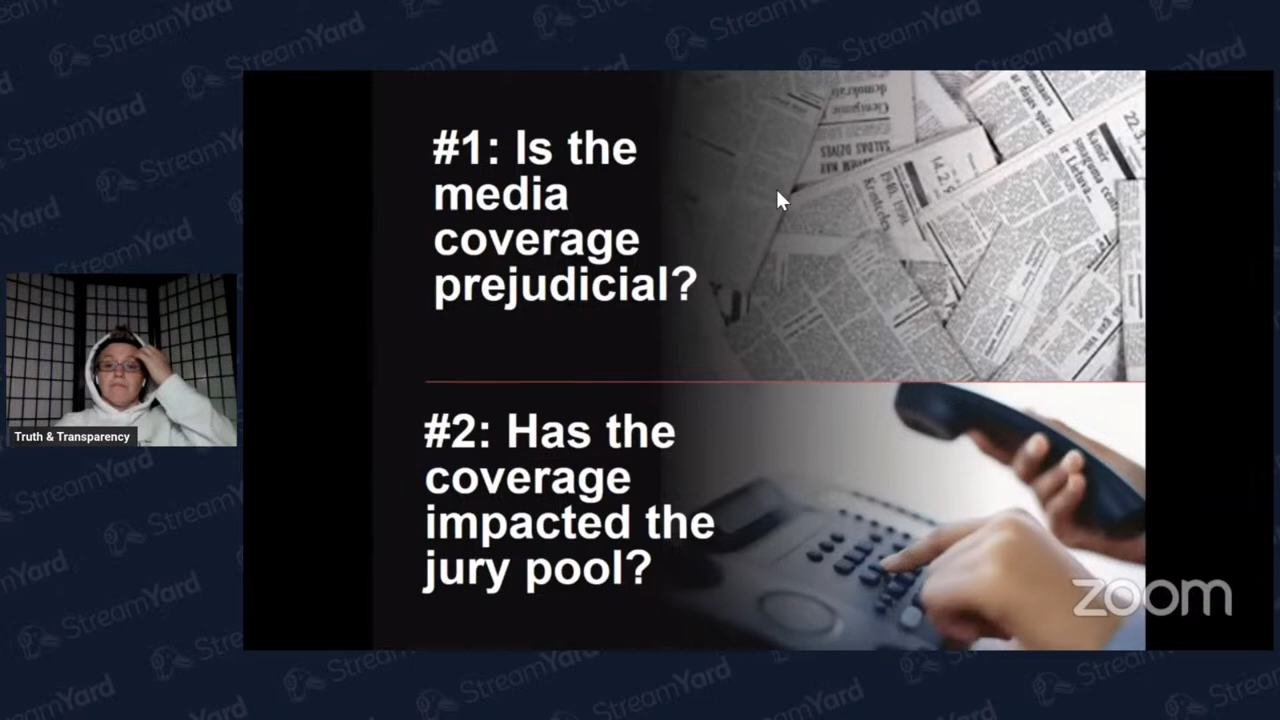 StreamYard
#1: Is the
media
coverage
prejudicial?
#2: Has the
coverage
impacted the
jury pool?
Truth & Transparency
zoom